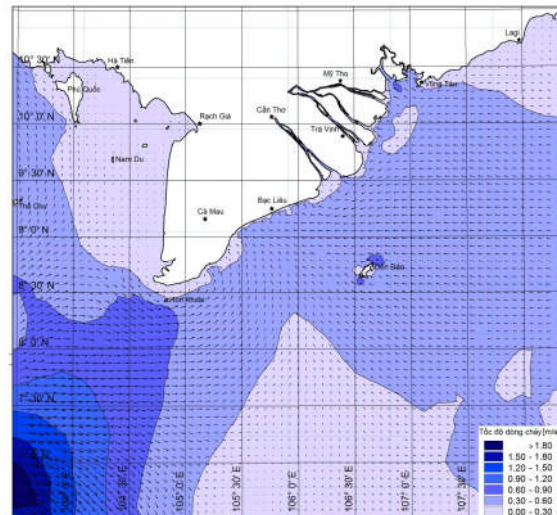 Lagi
10° 30' N
Hà Tiên
Phú Quốc
Mỹ Tho
Vũng Tàu
10° 0' N
Rạch Giá
Cần Thơ
Trà Vinh
Nam Du
9° 30' N
Thổ Chu
Bạc Liêu
Cà Mau
9° 0' N
8° 30' N
8° 0' N
7° 30' N
104° 30' E
105° 0' E
105° 30' E
106° 0' E
106° 30' E
107° 0' E
107° 30' E
Tốc độ dòng chảy[m/s]
> 1.80
1.50 - 1.80
1.20 - 1.50
0.90 - 1.20
0.60 - 0.90
0.30 - 0.60
0.00 - 0.30